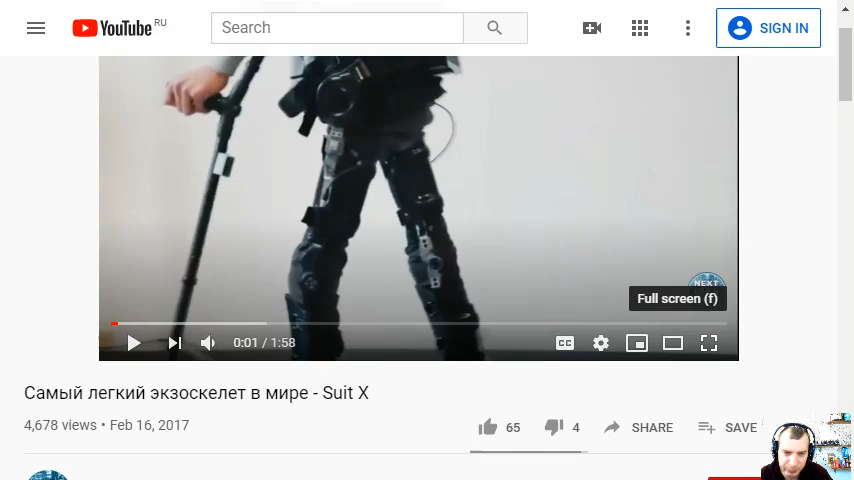 YouTube RU
Search
SIGN IN
NEXT
Full screen (f)
0:01 / 1:58
CC
Самый легкий экзоскелет в мире - Suit X
4,678 views • Feb 16, 2017
65
4
SHARE
SAVE